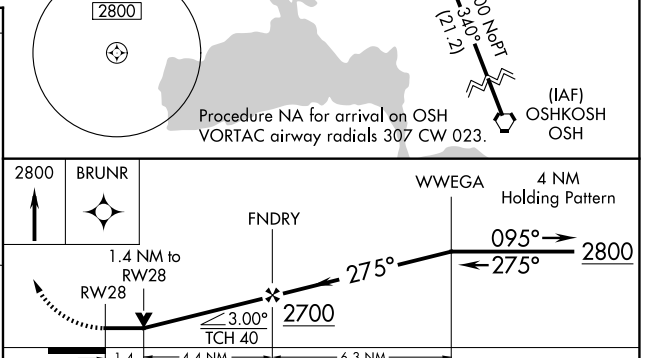 2800
00 NoPT
340°
(21.2)
(IAF)
OSHKOSH
OSH
Procedure NA for arrival on OSH
VORTAC airway radials 307 CW 023.
2800
BRUNR
WWEGA
4 NM
Holding Pattern
FNDRY
095°
275°
2800
1.4 NM to
RW28
RW28
275°
3.00°
TCH 40
2700
1.4
4.4 NM
6.3 NM